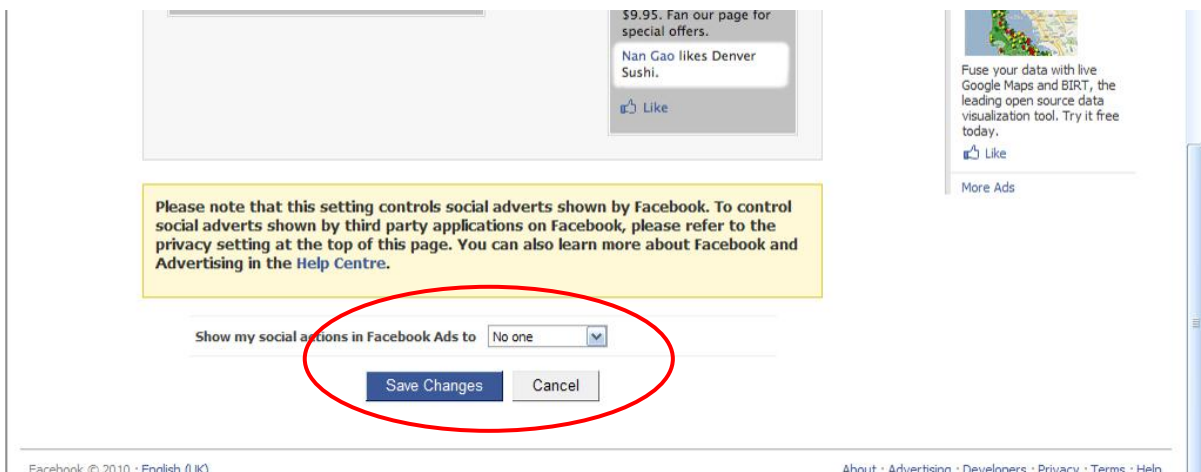 $9.95. Fan our page for
special offers.
Nan Gao likes Denver
Sushi.
Like
Fuse your data with live
Google Maps and BIRT, the
leading open source data
visualization tool. Try it free
today.
Like
More Ads
Please note that this setting controls social adverts shown by Facebook. To control
social adverts shown by third party applications on Facebook, please refer to the
privacy setting at the top of this page. You can also learn more about Facebook and
Advertising in the Help Centre.
Show my social actions in Facebook Ads to No one
Save Changes Cancel
Facebook © 2010 · English (UK)
About · Advertising · Developers · Privacy · Terms · Help